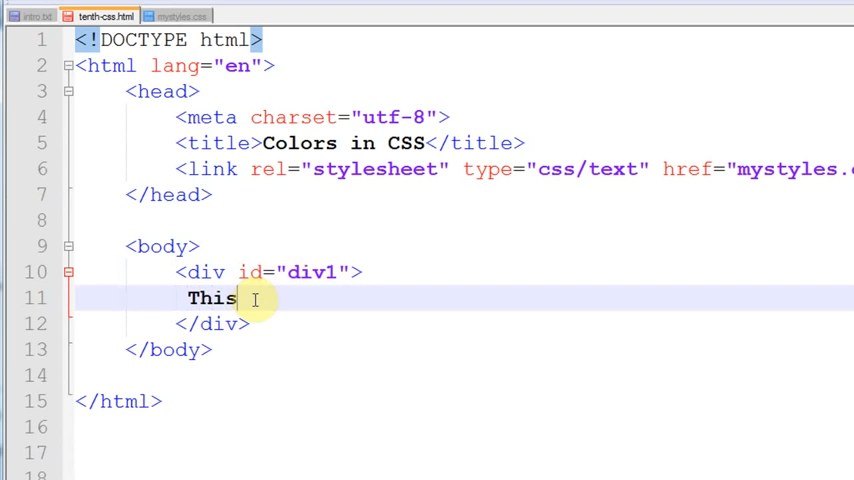 intro.txt tenth-css.html mystyles.css
1 <!DOCTYPE html>
2 <html lang="en">
3 <head>
4 <meta charset="utf-8">
5 <title>Colors in CSS</title>
6 <link rel="stylesheet" type="css/text" href="mystyles.
7 </head>
8
9 <body>
10 <div id="div1">
11 This
12 </div>
13 </body>
14
15 </html>
16
17
18